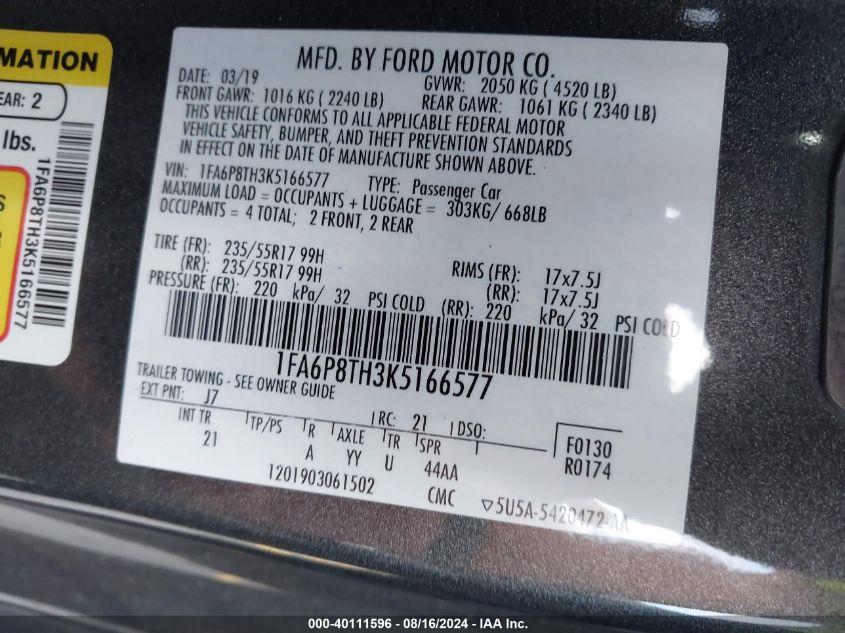 ORMATION
EAR: 2
lbs.
S
1FA6P8TH3K5166577
MFD. BY FORD MOTOR CO.
DATE: 03/19 GVWR: 2050 KG ( 4520 LB)
FRONT GAWR: 1016 KG ( 2240 LB) REAR GAWR: 1061 KG ( 2340 LB)
THIS VEHICLE CONFORMS TO ALL APPLICABLE FEDERAL MOTOR
VEHICLE SAFETY, BUMPER, AND THEFT PREVENTION STANDARDS
IN EFFECT ON THE DATE OF MANUFACTURE SHOWN ABOVE.
VIN: 1FA6P8TH3K5166577 TYPE: Passenger Car
MAXIMUM LOAD = OCCUPANTS + LUGGAGE = 303KG/ 668LB
OCCUPANTS = 4 TOTAL; 2 FRONT, 2 REAR
TIRE (FR): 235/55R17 99H RIMS (FR): 17x7.5J
(RR): 235/55R17 99H (RR): 17x7.5J
PRESSURE (FR): 220 kPa/ 32 PSI COLD (RR): 220 kPa/ 32 PSI COLD
1FA6P8TH3K5166577
TRAILER TOWING - SEE OWNER GUIDE
EXT PNT: J7 RC: 21 DSO:
INT TR TP/PS R AXLE TR SPR F0130
21 A YY U 44AA R0174
1201903061502 CMC 5U5A-5420472-AA
000-40111596 - 08/16/2024 - IAA Inc.